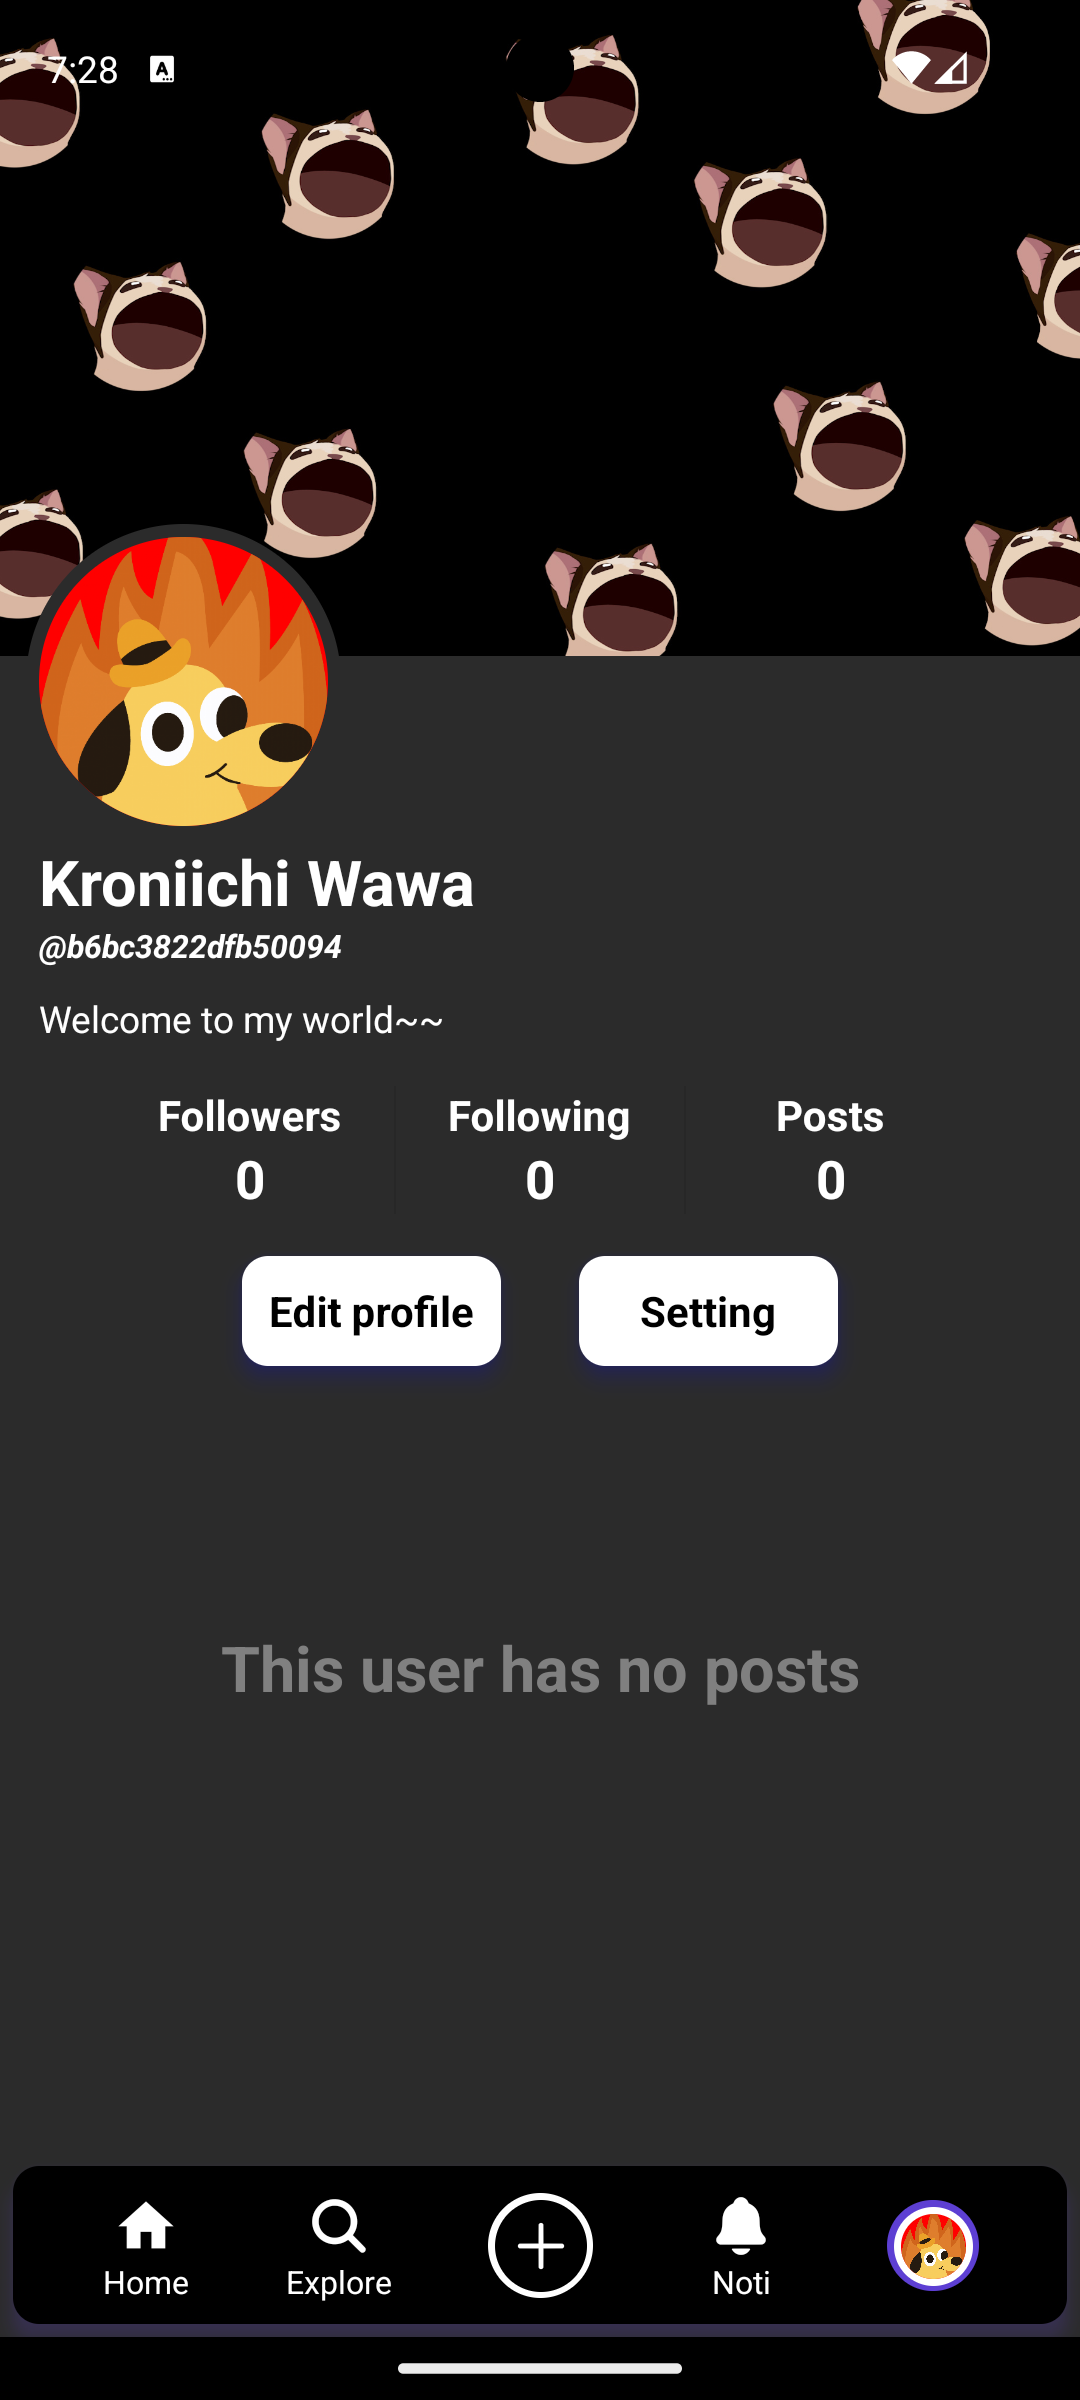 7:28
Kroniichi Wawa
@b6bc3822dfb50094
Welcome to my world~~
Followers Following Posts
0 0 0
Edit profile Setting
This user has no posts
Home Explore Noti